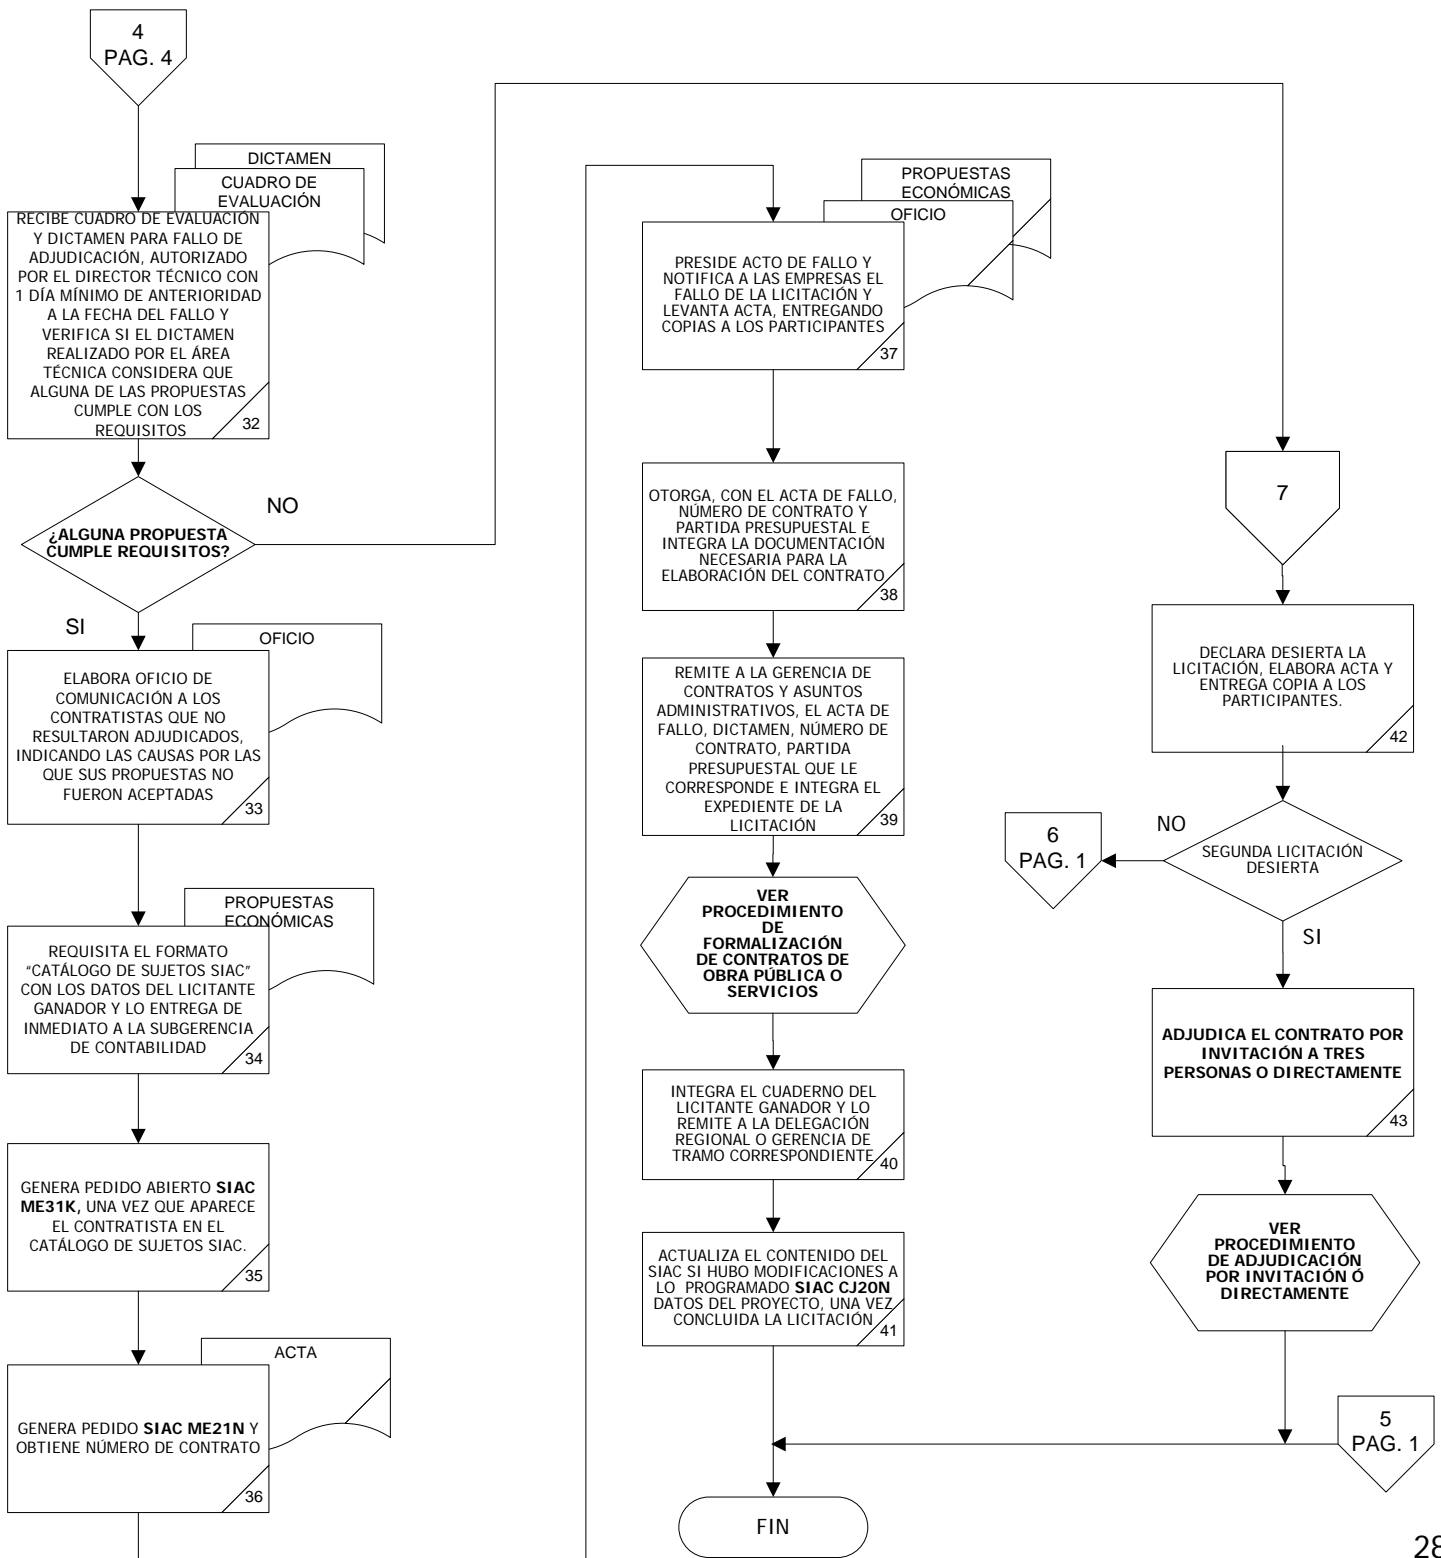 4
PAG. 4
DICTAMEN
CUADRO DE
EVALUACIÓN
RECIBE CUADRO DE EVALUACIÓN
Y DICTAMEN PARA FALLO DE
ADJUDICACIÓN, AUTORIZADO
POR EL DIRECTOR TÉCNICO CON
1 DÍA MÍNIMO DE ANTERIORIDAD
A LA FECHA DEL FALLO Y
VERIFICA SI EL DICTAMEN
REALIZADO POR EL ÁREA
TÉCNICA CONSIDERA QUE
ALGUNA DE LAS PROPUESTAS
CUMPLE CON LOS
REQUISITOS
32
¿ALGUNA PROPUESTA
CUMPLE REQUISITOS?
NO
SI
OFICIO
ELABORA OFICIO DE
COMUNICACIÓN A LOS
CONTRATISTAS QUE NO
RESULTARON ADJUDICADOS,
INDICANDO LAS CAUSAS POR LAS
QUE SUS PROPUESTAS NO
FUERON ACEPTADAS
33
PROPUESTAS
ECONÓMICAS
REQUISITA EL FORMATO
"CATÁLOGO DE SUJETOS SIAC"
CON LOS DATOS DEL LICITANTE
GANADOR Y LO ENTREGA DE
INMEDIATO A LA SUBGERENCIA
DE CONTABILIDAD
34
GENERA PEDIDO ABIERTO SIAC
ME31K, UNA VEZ QUE APARECE
EL CONTRATISTA EN EL
CATÁLOGO DE SUJETOS SIAC.
35
ACTA
GENERA PEDIDO SIAC ME21N Y
OBTIENE NÚMERO DE CONTRATO
36
PROPUESTAS
ECONÓMICAS
OFICIO
PRESIDE ACTO DE FALLO Y
NOTIFICA A LAS EMPRESAS EL
FALLO DE LA LICITACIÓN Y
LEVANTA ACTA, ENTREGANDO
COPIAS A LOS PARTICIPANTES
37
OTORGA, CON EL ACTA DE FALLO,
NÚMERO DE CONTRATO Y
PARTIDA PRESUPUESTAL E
INTEGRA LA DOCUMENTACIÓN
NECESARIA PARA LA
ELABORACIÓN DEL CONTRATO
38
REMITE A LA GERENCIA DE
CONTRATOS Y ASUNTOS
ADMINISTRATIVOS, EL ACTA DE
FALLO, DICTAMEN, NÚMERO DE
CONTRATO, PARTIDA
PRESUPUESTAL QUE LE
CORRESPONDE E INTEGRA EL
EXPEDIENTE DE LA
LICITACIÓN
39
VER
PROCEDIMIENTO
DE
FORMALIZACIÓN
DE CONTRATOS DE
OBRA PÚBLICA O
SERVICIOS
INTEGRA EL CUADERNO DEL
LICITANTE GANADOR Y LO
REMITE A LA DELEGACIÓN
REGIONAL O GERENCIA DE
TRAMO CORRESPONDIENTE
40
ACTUALIZA EL CONTENIDO DEL
SIAC SI HUBO MODIFICACIONES A
LO PROGRAMADO SIAC CJ20N
DATOS DEL PROYECTO, UNA VEZ
CONCLUIDA LA LICITACIÓN
41
FIN
7
DECLARA DESIERTA LA
LICITACIÓN, ELABORA ACTA Y
ENTREGA COPIA A LOS
PARTICIPANTES.
42
6
PAG. 1
NO
SEGUNDA LICITACIÓN
DESIERTA
SI
ADJUDICA EL CONTRATO POR
INVITACIÓN A TRES
PERSONAS O DIRECTAMENTE
43
VER
PROCEDIMIENTO
DE ADJUDICACIÓN
POR INVITACIÓN Ó
DIRECTAMENTE
5
PAG. 1
28